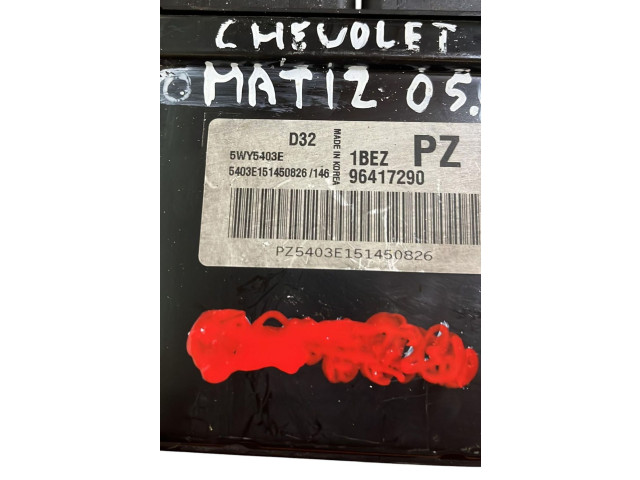 CHEVOLET
MATIZ 05.
D32
MADE IN KOREA
1BEZ PZ
5WY5403E
5403E151450826 /146 96417290
PZ5403E151450826